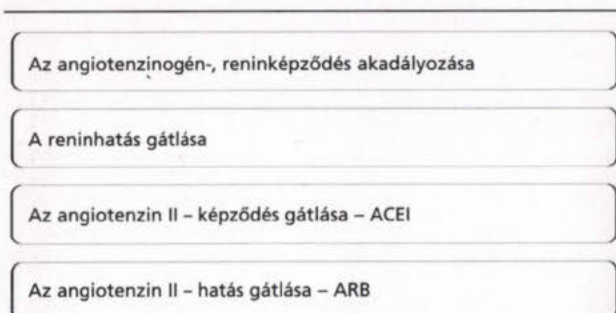 Az angiotenzinogén-, reninképződés akadályozása
A reninhatás gátlása
Az angiotenzin II – képződés gátlása – ACEI
Az angiotenzin II – hatás gátlása – ARB